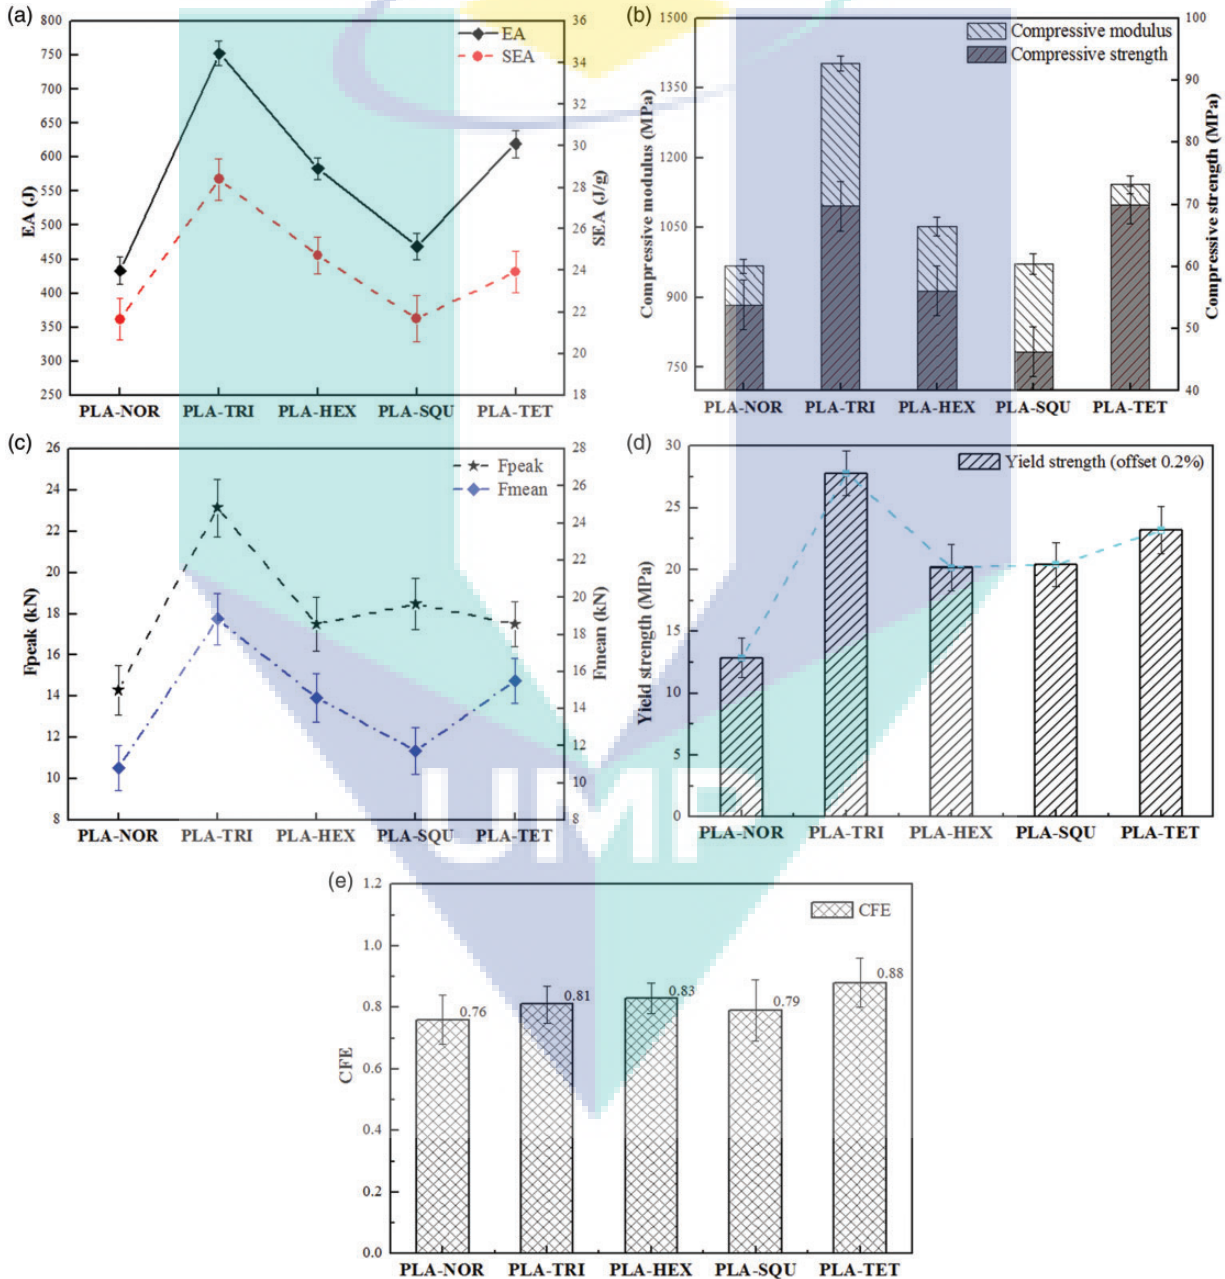 (a)
800
750
700
650
600
550
500
450
400
350
300
250
EA (J)
36
34
32
30
28
26
24
22
20
18
SEA (J/g)
EA
SEA
PLA-NOR PLA-TRI PLA-HEX PLA-SQU PLA-TET
(b)
1500
1350
1200
1050
900
750
Compressive modulus (MPa)
100
90
80
70
60
50
40
Compressive strength (MPa)
Compressive modulus
Compressive strength
PLA-NOR PLA-TRI PLA-HEX PLA-SQU PLA-TET
(c)
26
24
22
20
18
16
14
12
10
8
Fpeak (kN)
28
26
24
22
20
18
16
14
12
10
8
Fmean (kN)
Fpeak
Fmean
PLA-NOR PLA-TRI PLA-HEX PLA-SQU PLA-TET
(d)
30
25
20
15
10
5
0
Yield strength (MPa)
Yield strength (offset 0.2%)
PLA-NOR PLA-TRI PLA-HEX PLA-SQU PLA-TET
UMP
(e)
1.2
1.0
0.8
0.6
0.4
0.2
0.0
CFE
CFE
0.76
0.81
0.83
0.79
0.88
PLA-NOR PLA-TRI PLA-HEX PLA-SQU PLA-TET